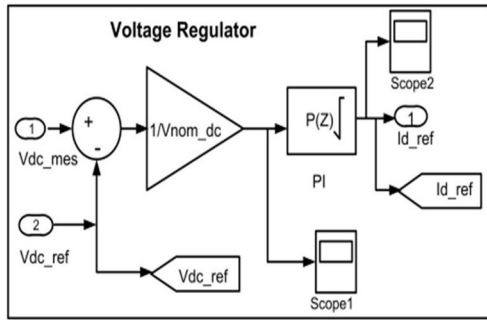 Voltage Regulator
Scope2
+
-
1/Vnom_dc
P(Z)
1
Vdc_mes
1
Id_ref
PI
Id_ref
2
Vdc_ref
Vdc_ref
Scope1